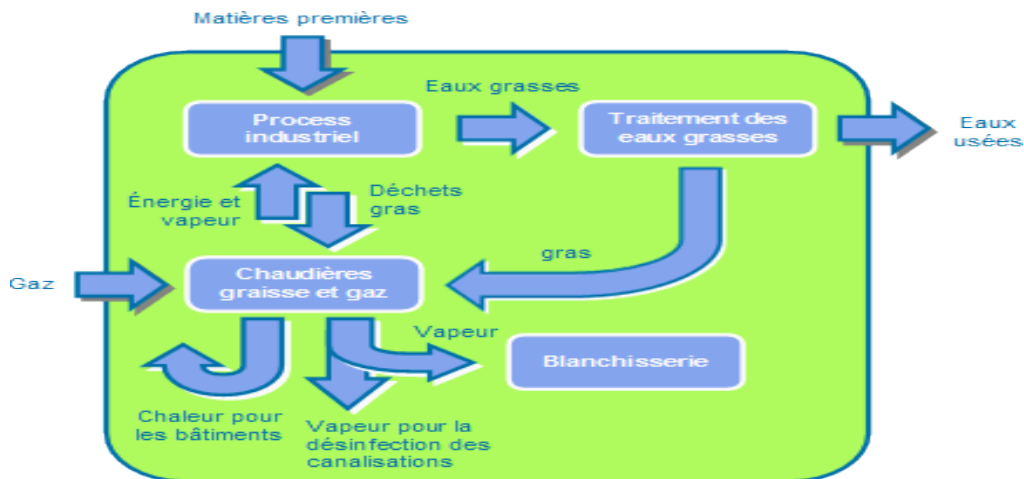 Matières premières
Eaux grasses
Process
industriel
Traitement des
eaux grasses
Eaux
usées
Énergie et
vapeur
Déchets
gras
gras
Gaz
Chaudières
graisse et gaz
Vapeur
Blanchisserie
Chaleur pour
les bâtiments
Vapeur pour la
désinfection des
canalisations